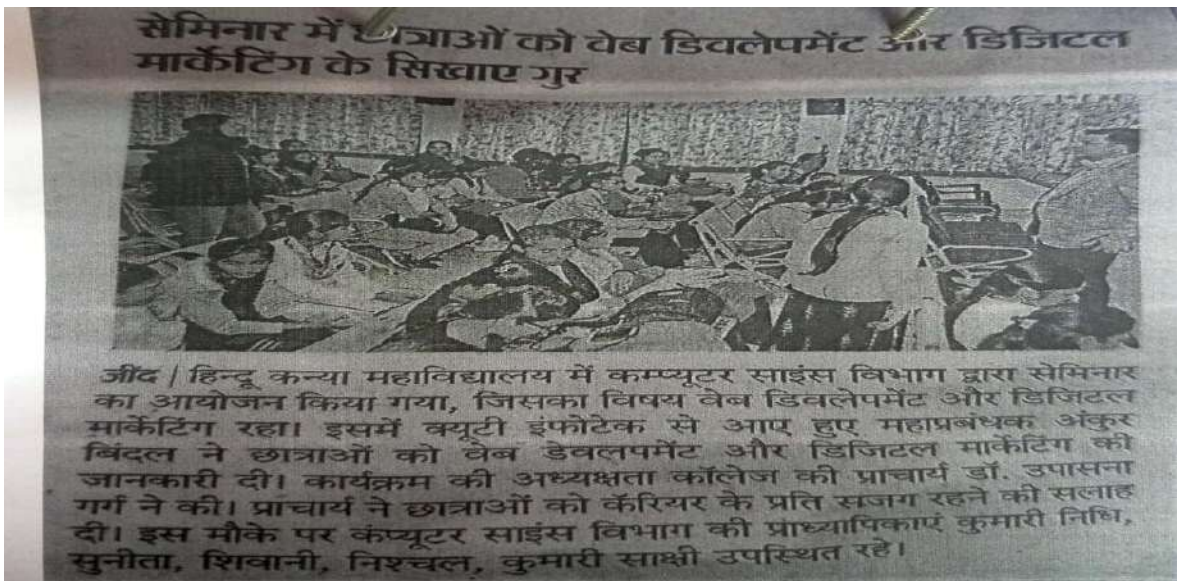 सेमिनार में छात्राओं को वेब डिवलेपमेंट और डिजिटल
मार्केटिंग के सिखाए गुर
जींद | हिन्दू कन्या महाविद्यालय में कम्प्यूटर साइंस विभाग द्वारा सेमिनार
का आयोजन किया गया, जिसका विषय वेब डिवलेपमेंट और डिजिटल
मार्केटिंग रहा। इसमें क्यूटी इंफोटेक से आए हुए महाप्रबंधक अंकुर
बिंदल ने छात्राओं को वेब डेवलपमेंट और डिजिटल मार्केटिंग की
जानकारी दी। कार्यक्रम की अध्यक्षता कॉलेज की प्राचार्य डॉ. उपासना
गर्ग ने की। प्राचार्य ने छात्राओं को कॅरियर के प्रति सजग रहने की सलाह
दी। इस मौके पर कंप्यूटर साइंस विभाग की प्राध्यापिकाएं कुमारी निधि,
सुनीता, शिवानी, निश्चल, कुमारी साक्षी उपस्थित रहे।